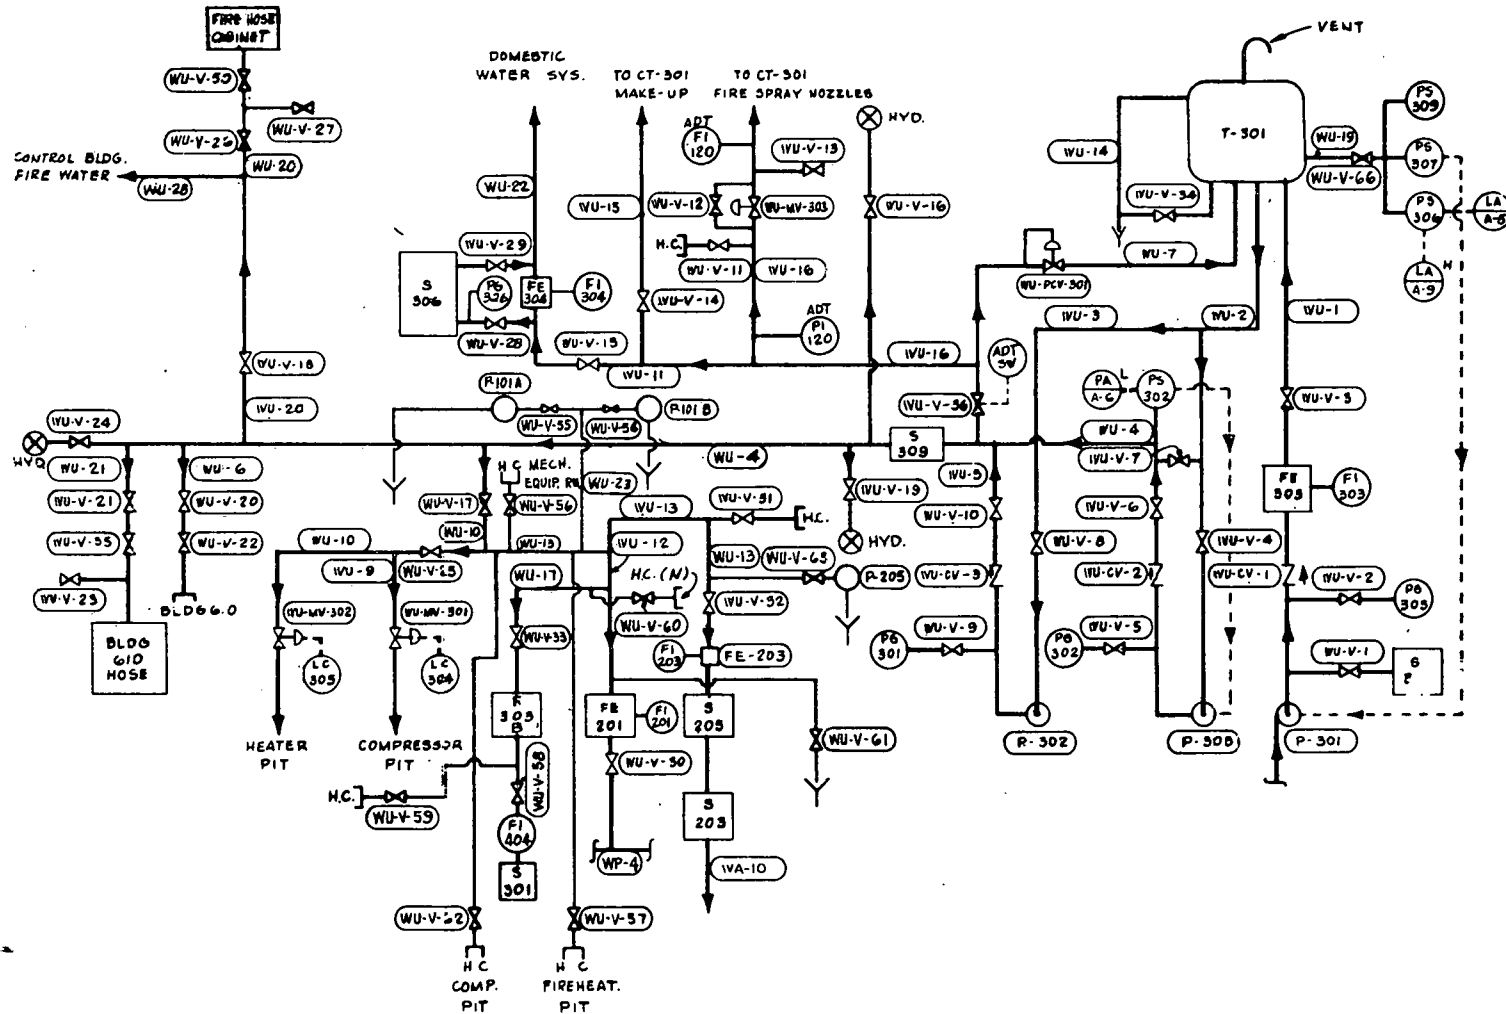 FIRE HOSE
CABINET
WU-V-27
WU-V-26
CONTROL BLDG.
FIRE WATER
WU-28
WU-20
WU-V-18
WU-20
DOMESTIC
WATER SYS.
WU-22
WU-V-29
S
306
PG
326
FE
304
FI
304
WU-V-28
TO CT-301
MAKE-UP
WU-15
WU-V-14
WU-V-15
WU-11
TO CT-301
FIRE SPRAY NOZZLES
ADT
FI
120
WU-V-13
WU-V-12
WU-MV-303
H.C.
WU-V-11
WU-16
ADT
PI
120
HYD.
WU-V-16
WU-16
VENT
T-301
WU-14
WU-V-34
WU-19
WU-V-66
PS
309
PS
307
PS
306
LA
LA
A-9
H
WU-7
WU-PCV-301
WU-3
WU-2
WU-1
ADT
SV
WU-V-36
PA
A-6
L
PS
302
WU-V-3
WU-4
WU-V-7
S
309
WU-5
WU-V-10
WU-V-6
WU-V-8
WU-V-4
WU-CV-3
WU-CV-2
WU-CV-1
FE
303
FI
303
WU-V-2
PG
303
WU-V-1
WU-V-9
PG
301
WU-V-5
PG
302
P-302
P-303
P-301
WU-V-24
HYD
WU-21
WU-6
WU-V-21
WU-V-20
WU-V-35
WU-V-22
WU-V-23
BLDG 610
BLDG
610
HOSE
P-101A
P-101B
WU-V-55
WU-V-54
WU-4
H C
MECH.
EQUIP. RM
WU-23
WU-V-17
WU-V-56
WU-13
WU-V-31
H.C.
WU-V-19
HYD.
WU-10
WU-10
WU-13
WU-12
WU-13
WU-V-65
P-205
WU-9
WU-V-25
WU-17
H.C. (N)
WU-V-32
WU-MV-302
WU-MV-301
WU-V-33
WU-V-60
LC
305
LC
304
FI
203
FE-203
HEATER
PIT
COMPRESSOR
PIT
F
303
B
FE
201
FI
201
S
205
WU-V-61
WU-V-30
WU-V-58
H.C.
WU-V-59
FI
404
S
301
WP-4
S
203
WA-10
WU-V-62
WU-V-57
H C
COMP.
PIT
H C
FIREHEAT.
PIT